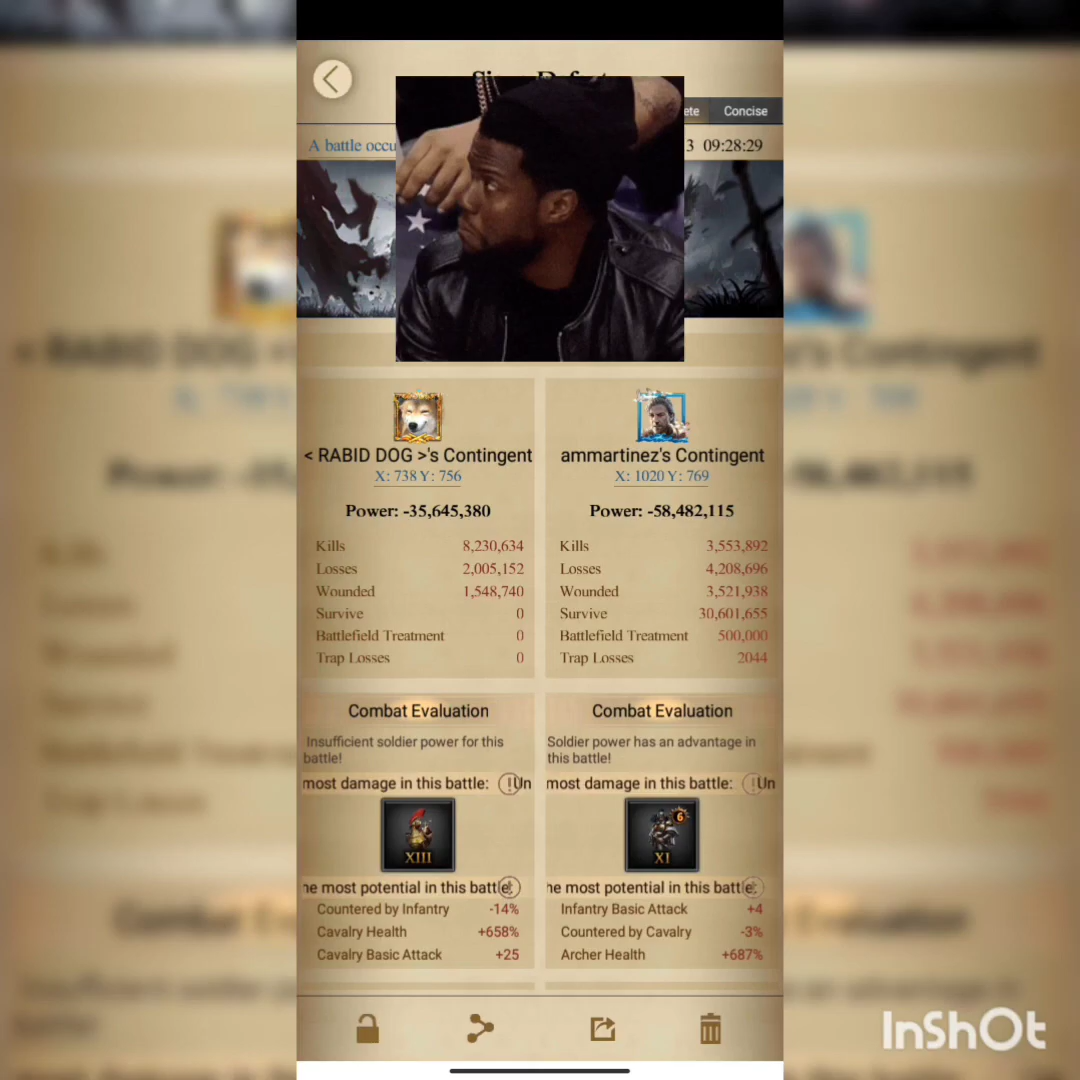 ete Concise
A battle occu 3 09:28:29
< RABID DOG >'s Contingent
X: 738 Y: 756
Power: -35,645,380
Kills 8,230,634
Losses 2,005,152
Wounded 1,548,740
Survive 0
Battlefield Treatment 0
Trap Losses 0
ammartinez's Contingent
X: 1020 Y: 769
Power: -58,482,115
Kills 3,553,892
Losses 4,208,696
Wounded 3,521,938
Survive 30,601,655
Battlefield Treatment 500,000
Trap Losses 2044
Combat Evaluation
Insufficient soldier power for this
battle!
most damage in this battle: ! Un
XIII
he most potential in this battle:
Countered by Infantry -14%
Cavalry Health +658%
Cavalry Basic Attack +25
Combat Evaluation
Soldier power has an advantage in
this battle!
most damage in this battle: ! Un
6
XI
he most potential in this battle:
Infantry Basic Attack +4
Countered by Cavalry -3%
Archer Health +687%
InShOt